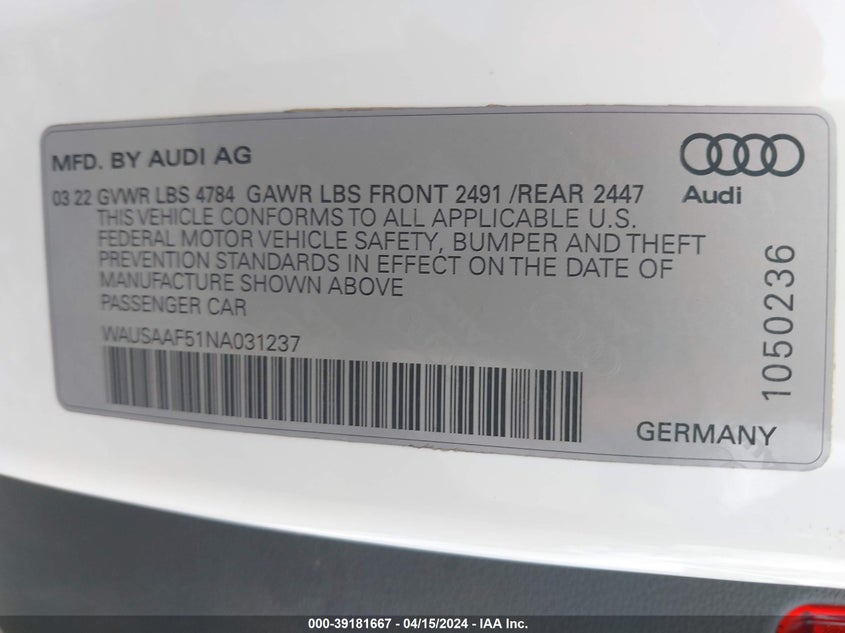 MFD. BY AUDI AG
Audi
03 22 GVWR LBS 4784 GAWR LBS FRONT 2491 /REAR 2447
THIS VEHICLE CONFORMS TO ALL APPLICABLE U.S.
FEDERAL MOTOR VEHICLE SAFETY, BUMPER AND THEFT
PREVENTION STANDARDS IN EFFECT ON THE DATE OF
MANUFACTURE SHOWN ABOVE
PASSENGER CAR
WAUSAAF51NA031237
1050236
GERMANY
000-39181667 - 04/15/2024 - IAA Inc.